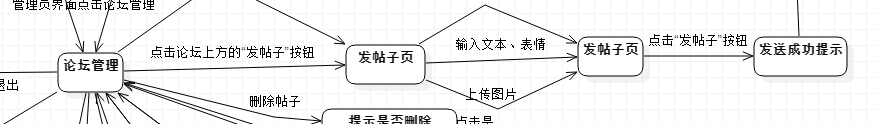 管理员界面点击论坛管理
点击论坛上方的“发帖子”按钮
输入文本、表情
点击“发帖子”按钮
论坛管理
发帖子页
发帖子页
发送成功提示
退出
上传图片
删除帖子
提示是否删除
点击是